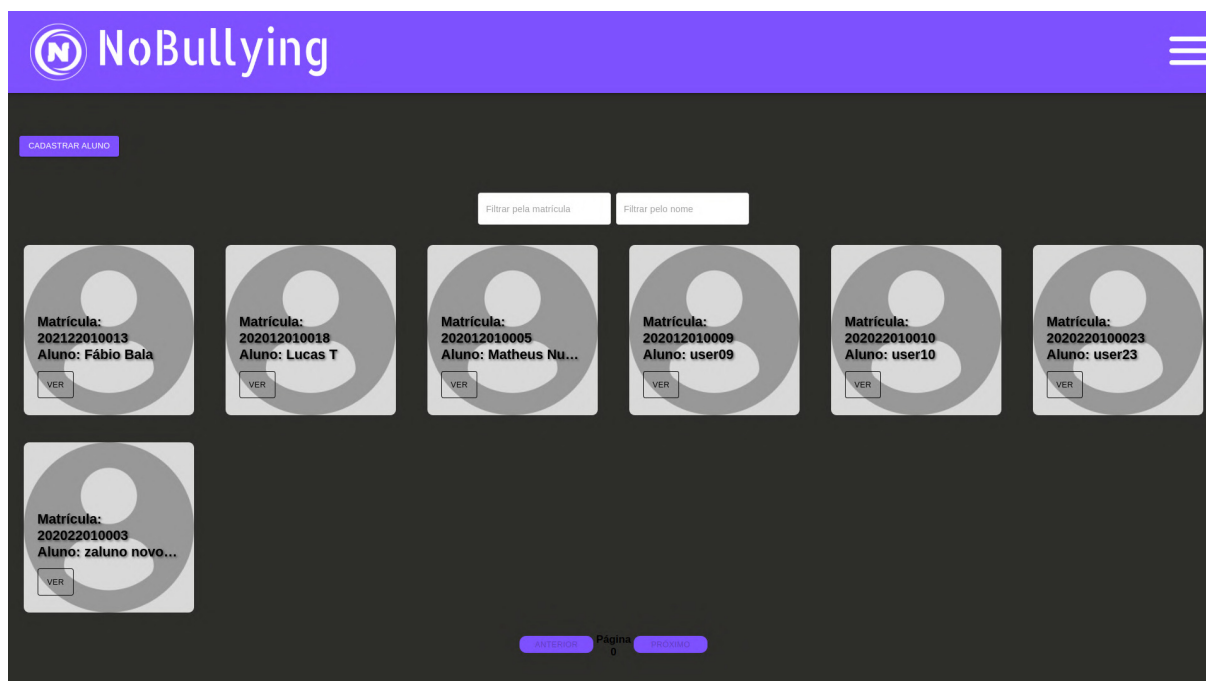 N NoBullying
CADASTRAR ALUNO
Filtrar pela matrícula
Filtrar pelo nome
Matrícula:
202122010013
Aluno: Fábio Bala
VER
Matrícula:
202012010018
Aluno: Lucas T
VER
Matrícula:
202012010005
Aluno: Matheus Nu...
VER
Matrícula:
202012010009
Aluno: user09
VER
Matrícula:
202022010010
Aluno: user10
VER
Matrícula:
2020220100023
Aluno: user23
VER
Matrícula:
202022010003
Aluno: zaluno novo...
VER
ANTERIOR
Página
0
PRÓXIMO